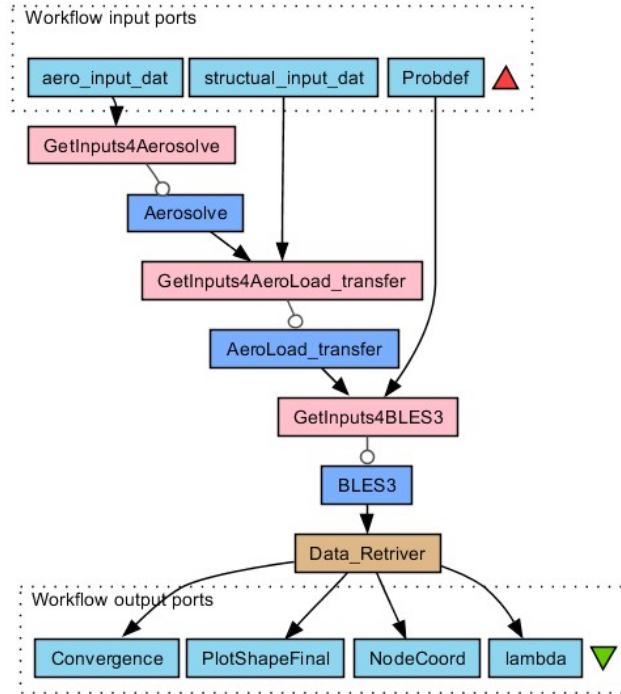 Workflow input ports
aero_input_dat
structual_input_dat
Probdef
GetInputs4Aerosolve
Aerosolve
GetInputs4AeroLoad_transfer
AeroLoad_transfer
GetInputs4BLES3
BLES3
Data_Retriver
Workflow output ports
Convergence
PlotShapeFinal
NodeCoord
lambda